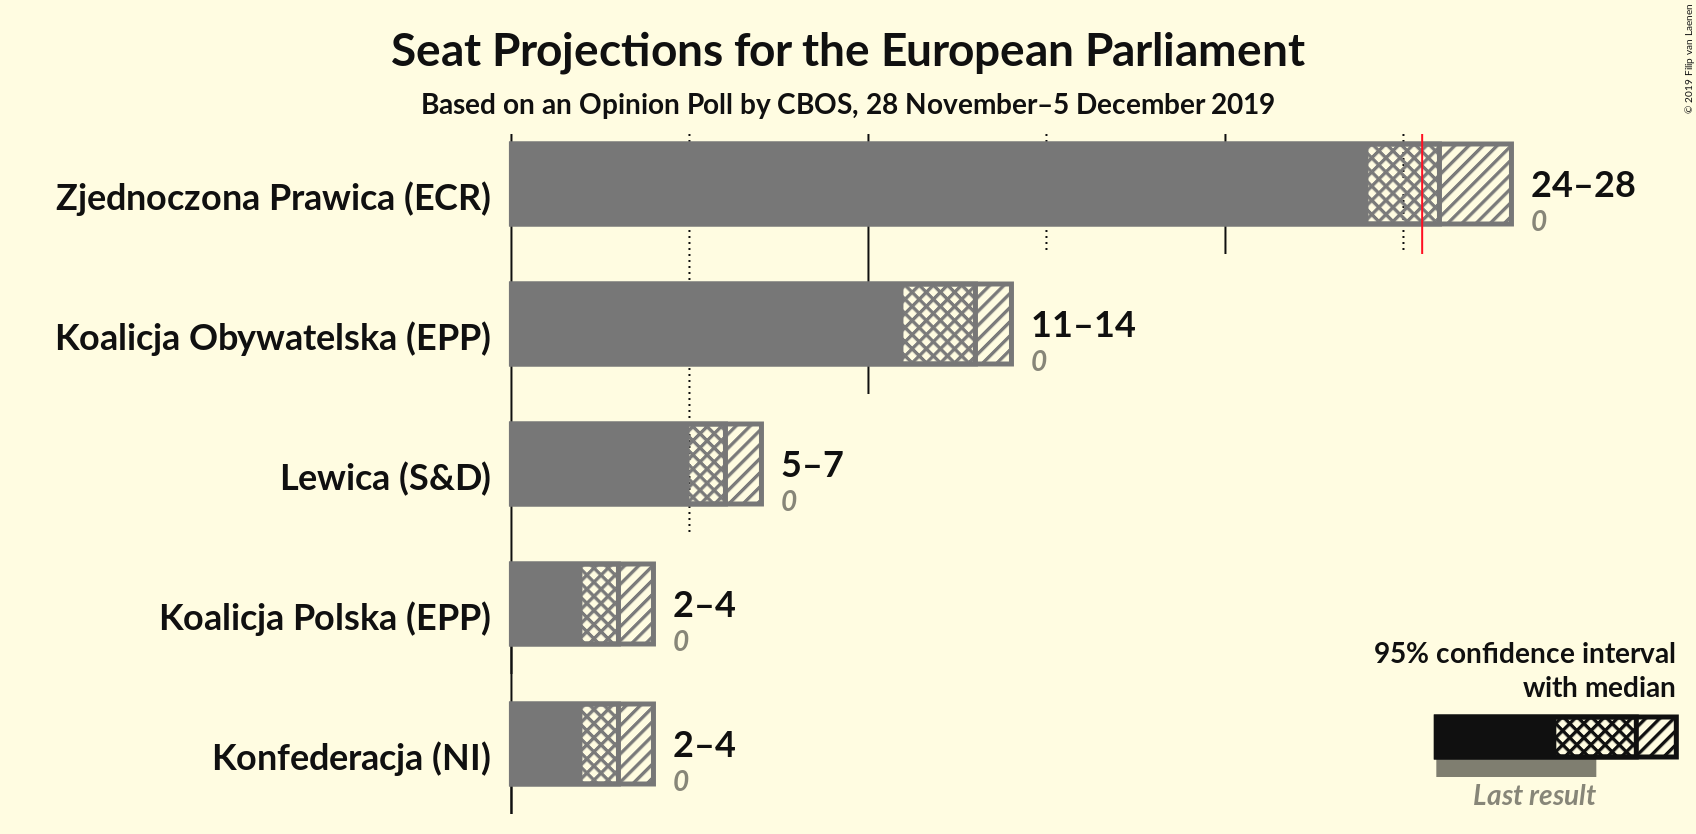 Seat Projections for the European Parliament
Based on an Opinion Poll by CBOS, 28 November–5 December 2019
© 2019 Filip van Laenen
Zjednoczona Prawica (ECR)
24–28
0
Koalicja Obywatelska (EPP)
11–14
0
Lewica (S&D)
5–7
0
Koalicja Polska (EPP)
2–4
0
Konfederacja (NI)
2–4
0
95% confidence interval
with median
Last result